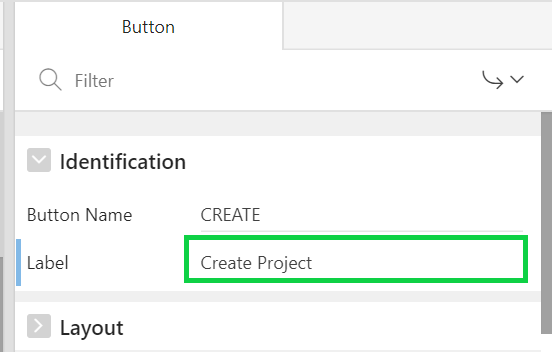 Button
Filter
Identification
Button Name CREATE
Label Create Project
Layout